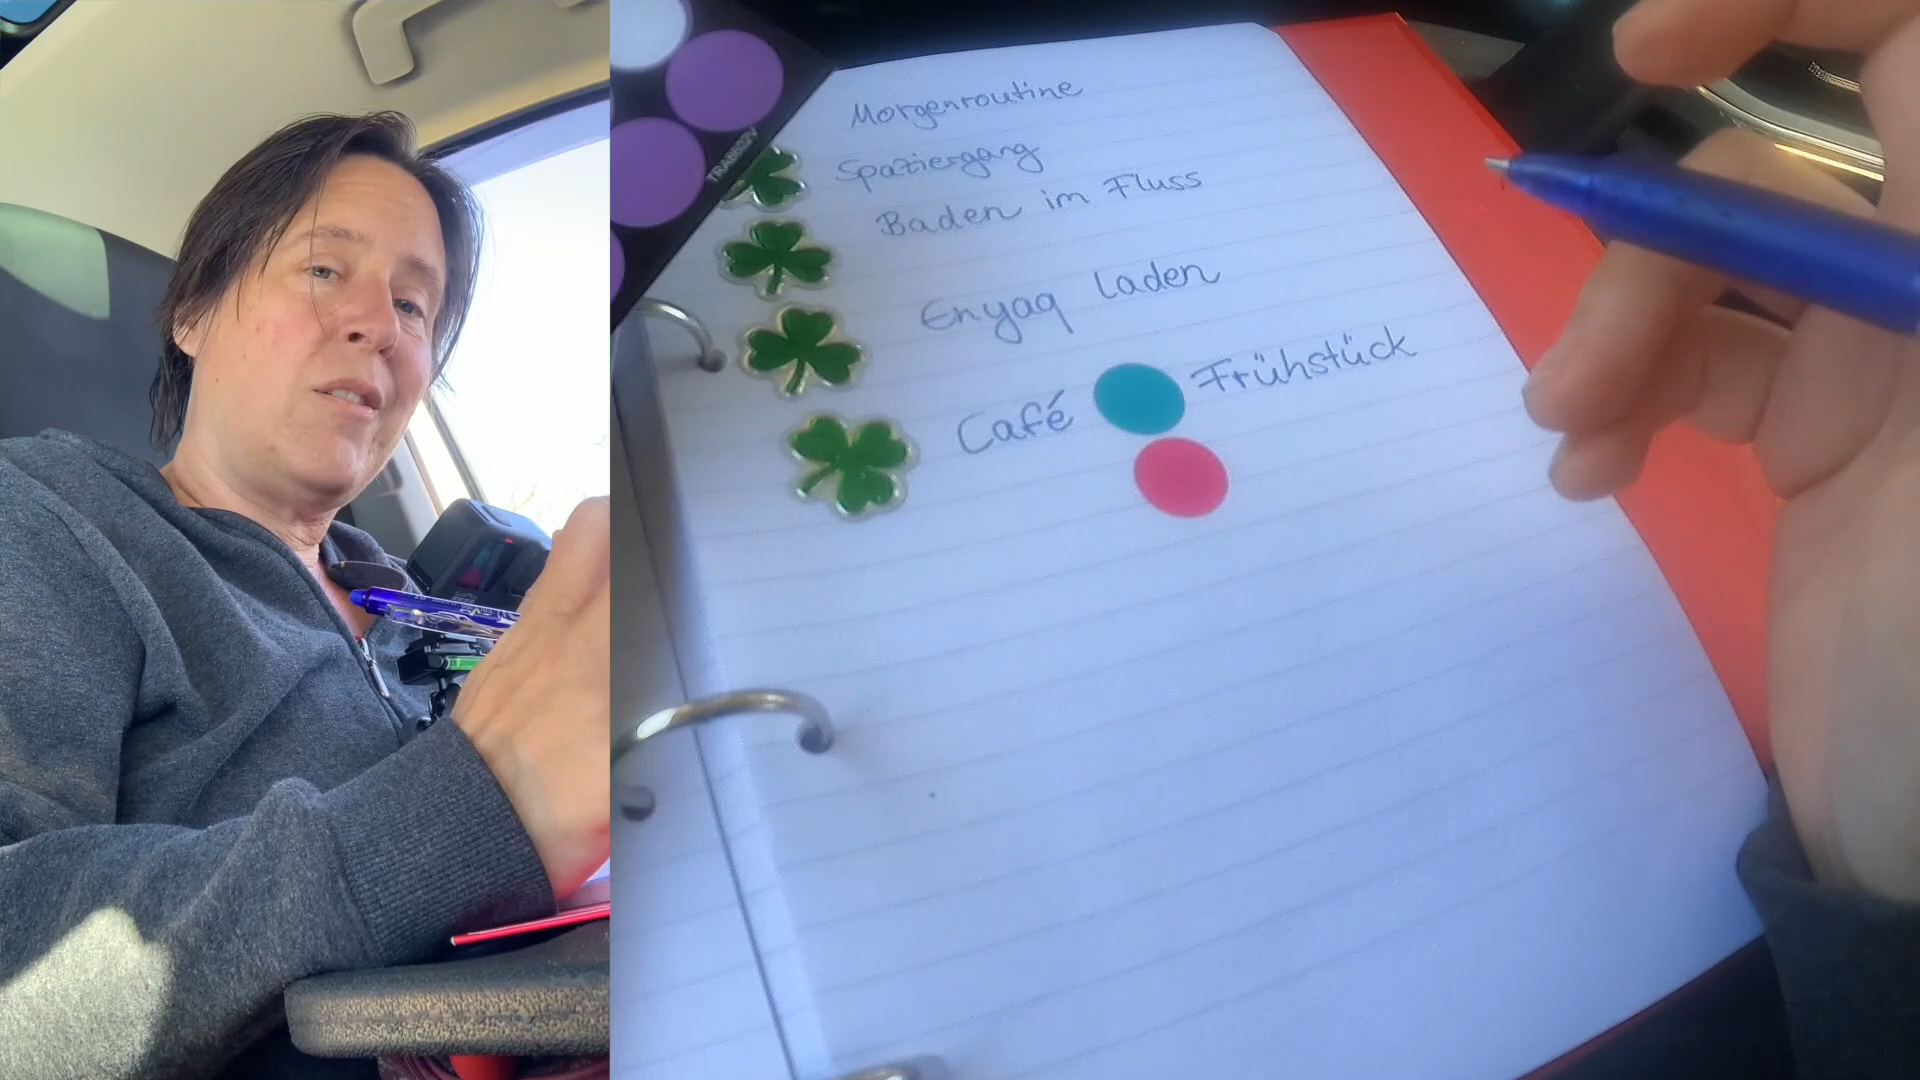 Morgenroutine
Spaziergang
Baden im Fluss
Enyaq laden
Café Frühstück